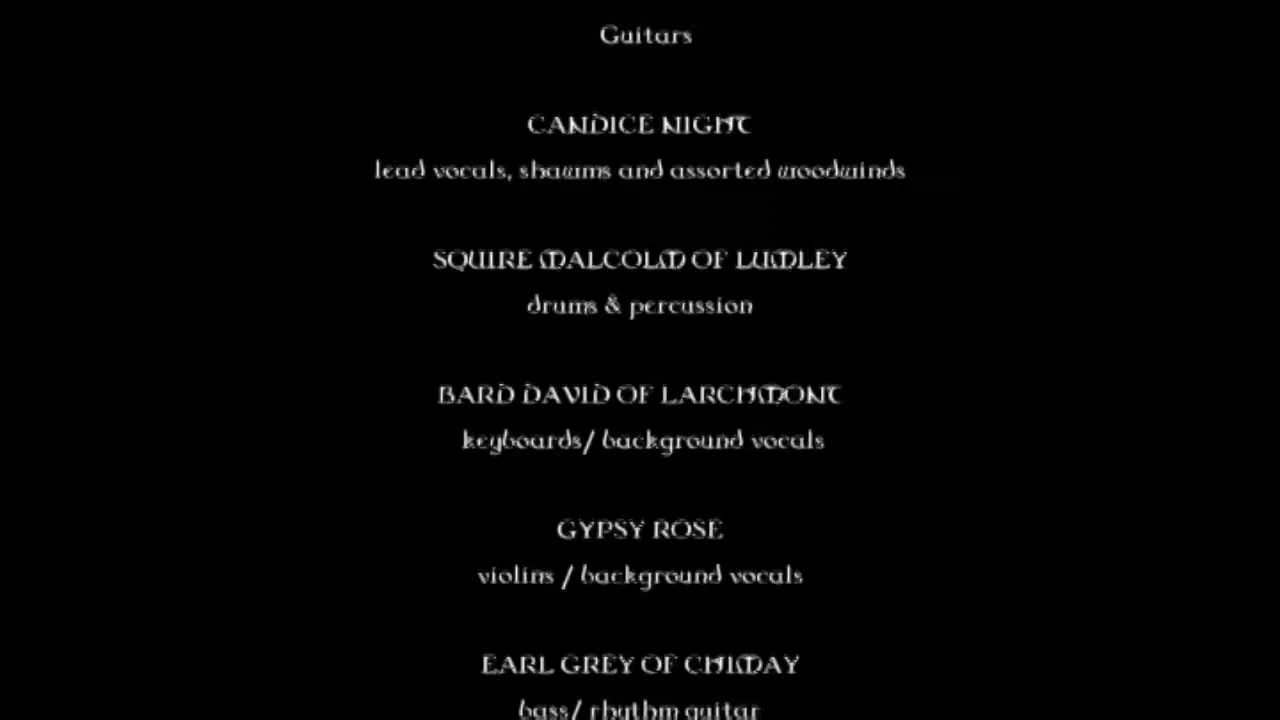 Guitars
CANDICE NIGHT
lead vocals, shawms and assorted woodwinds
SQUIRE MALCOLM OF LUMLEY
drums & percussion
BARD DAVID OF LARCHMONT
keyboards/ background vocals
GYPSY ROSE
violins / background vocals
EARL GREY OF CHIMAY
bass/ rhythm guitar